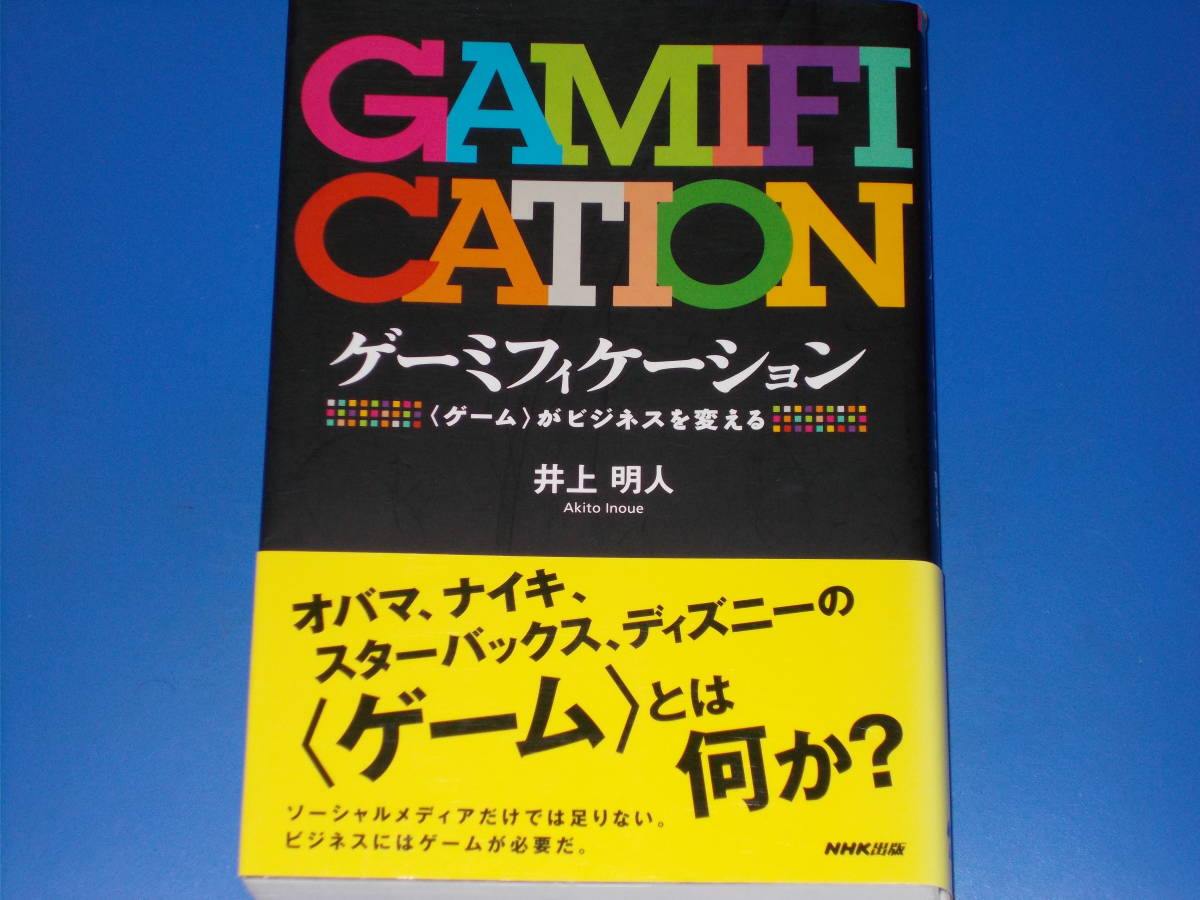 GAMIFI
CATION
ゲーミフィケーション
〈ゲーム〉がビジネスを変える
井上 明人
Akito Inoue
オバマ、ナイキ、
スターバックス、ディズニーの
〈ゲーム〉とは
何か?
ソーシャルメディアだけでは足りない。
ビジネスにはゲームが必要だ。
NHK出版